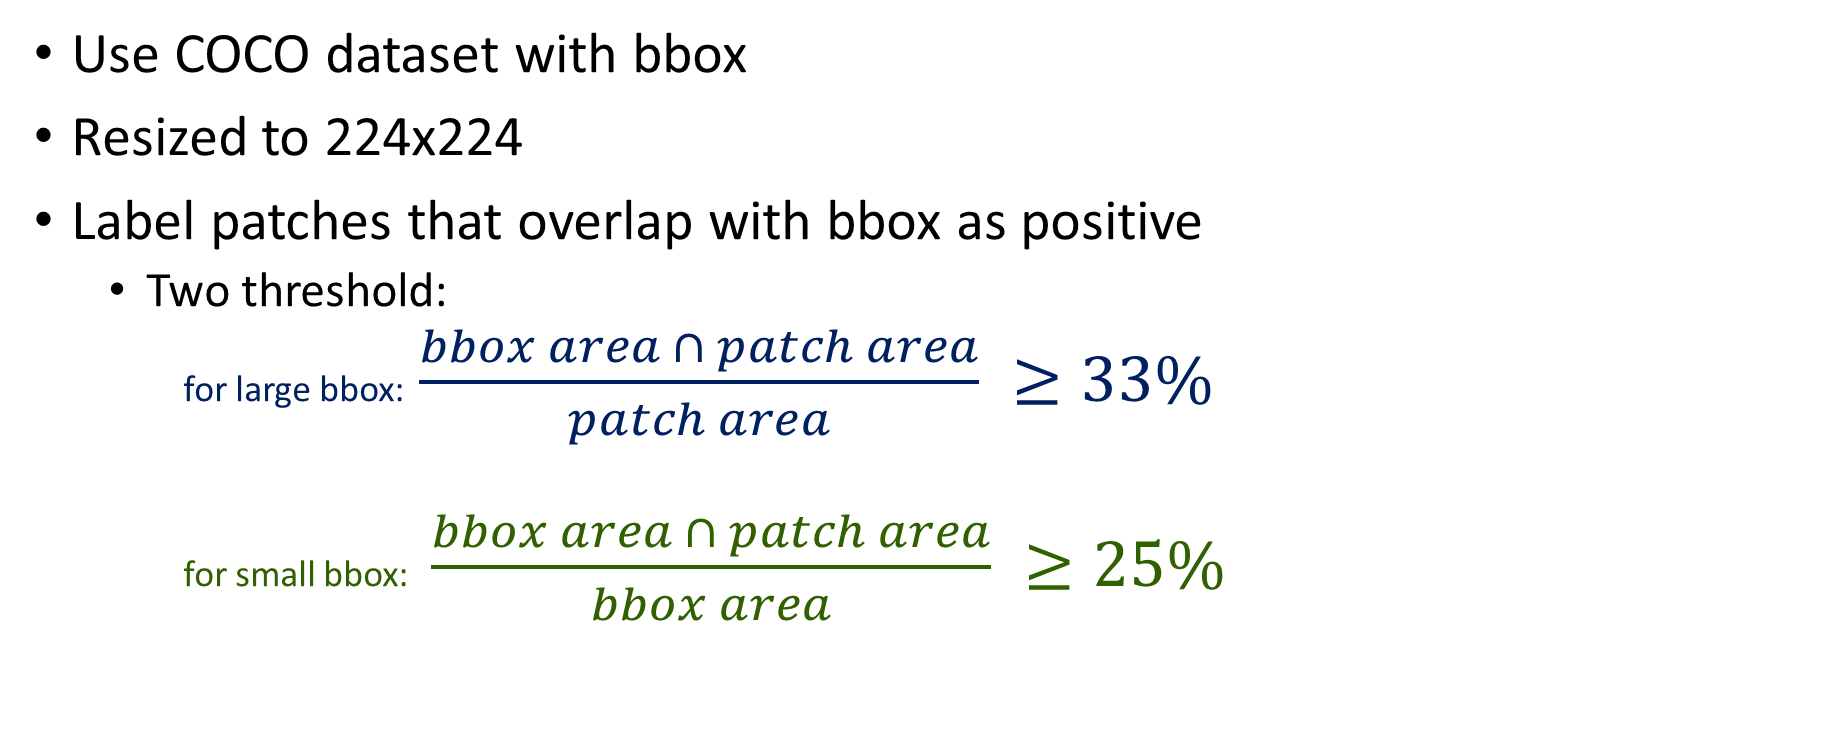 • Use COCO dataset with bbox
• Resized to 224x224
• Label patches that overlap with bbox as positive
• Two threshold:
for large bbox: bbox area ∩ patch area / patch area ≥ 33%
for small bbox: bbox area ∩ patch area / bbox area ≥ 25%